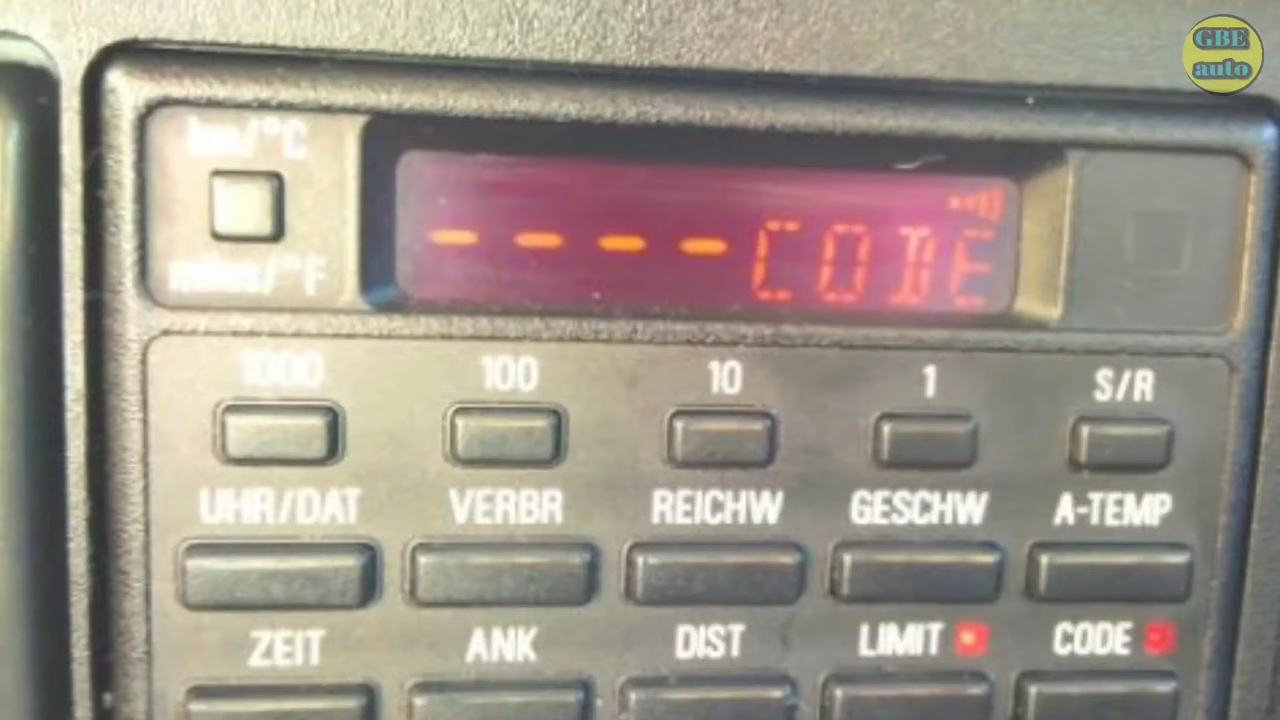 GBE
auto
km/°C
miles/°F
- - - - CODE
1000 100 10 1 S/R
UHR/DAT VERBR REICHW GESCHW A-TEMP
ZEIT ANK DIST LIMIT CODE